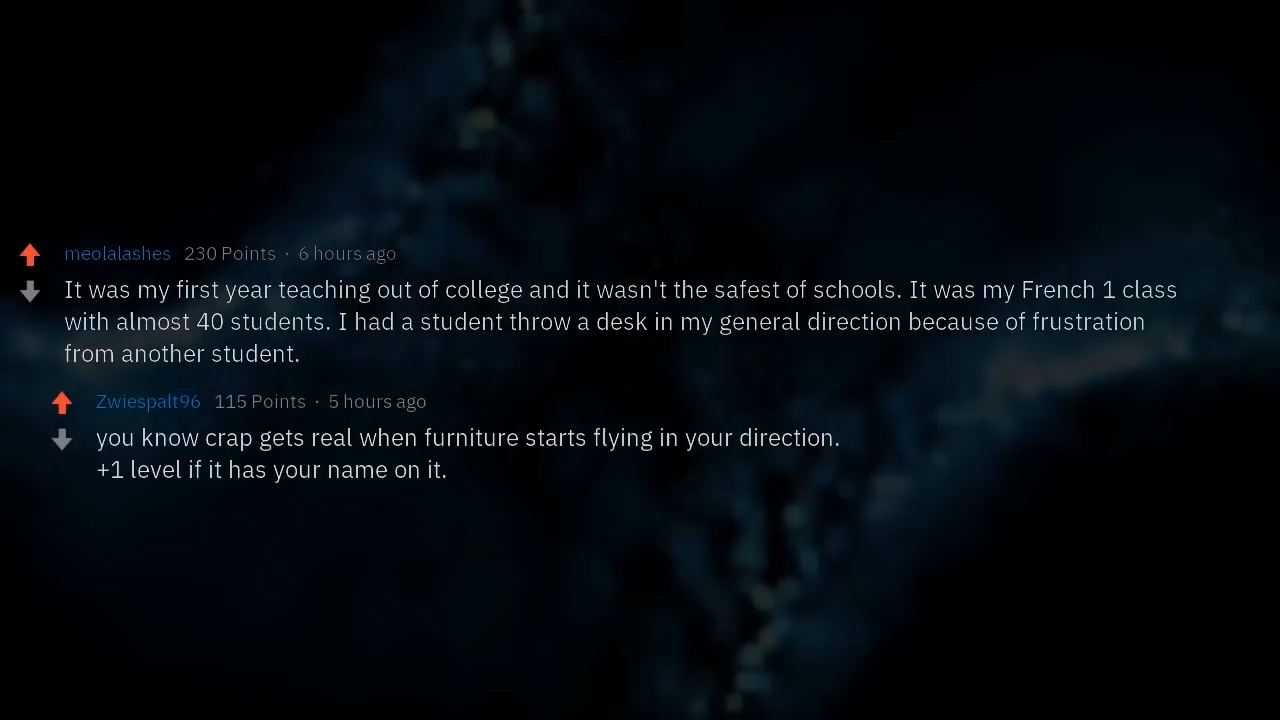 meolalashes 230 Points · 6 hours ago
It was my first year teaching out of college and it wasn't the safest of schools. It was my French 1 class
with almost 40 students. I had a student throw a desk in my general direction because of frustration
from another student.
Zwiespalt96 115 Points · 5 hours ago
you know crap gets real when furniture starts flying in your direction.
+1 level if it has your name on it.